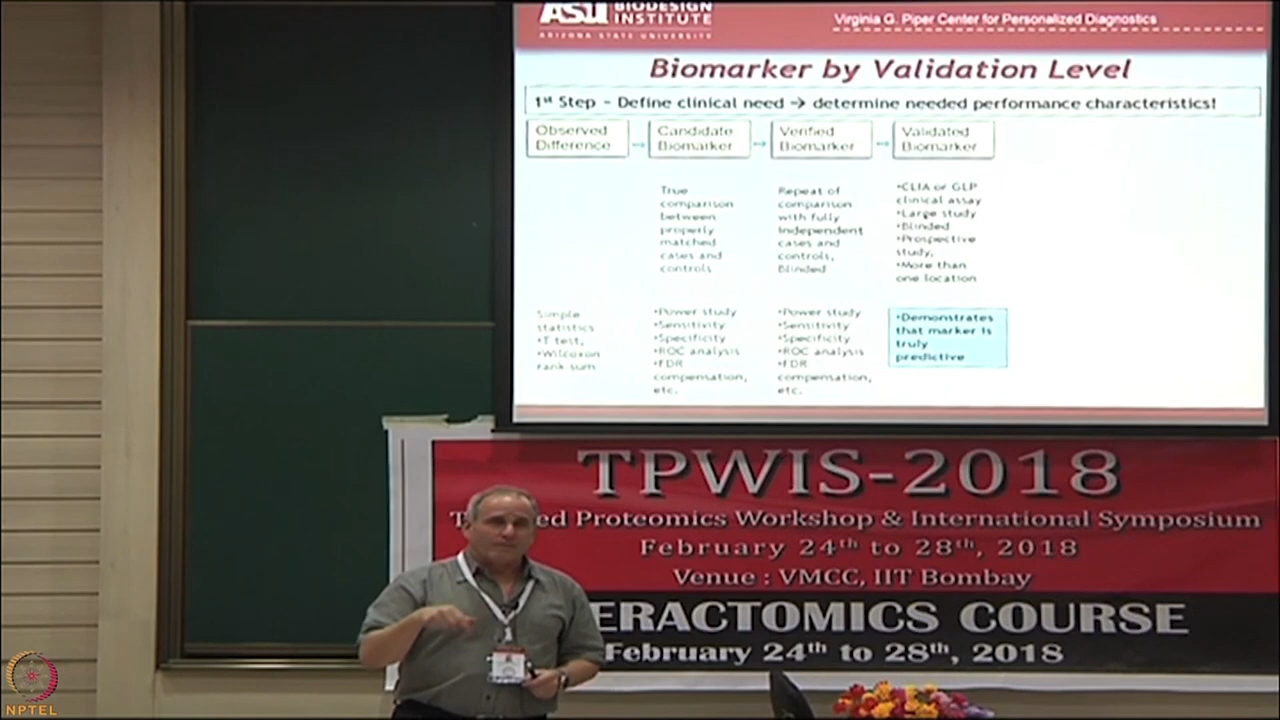 ASU BIODESIGN INSTITUTE
ARIZONA STATE UNIVERSITY
Virginia G. Piper Center for Personalized Diagnostics
Biomarker by Validation Level
1st Step – Define clinical need → determine needed performance characteristics!
Observed Difference → Candidate Biomarker → Verified Biomarker → Validated Biomarker
True
comparison
between
properly
matched
cases and
controls
Repeat of
comparison
with fully
Independent
cases and
controls,
Blinded
•CLIA or GLP
clinical assay
•Large study
•Blinded
•Prospective
study,
•More than
one location
Simple
statistics
•T test,
•Wilcoxon
rank sum
•Power study
•Sensitivity
•Specificity
•ROC analysis
•FDR
compensation,
etc.
•Power study
•Sensitivity
•Specificity
•ROC analysis
•FDR
compensation,
etc.
•Demonstrates
that marker is
truly
predictive
TPWIS-2018
ed Proteomics Workshop & International Symposium
February 24th to 28th, 2018
Venue : VMCC, IIT Bombay
ERACTOMICS COURSE
February 24th to 28th, 2018
NPTEL